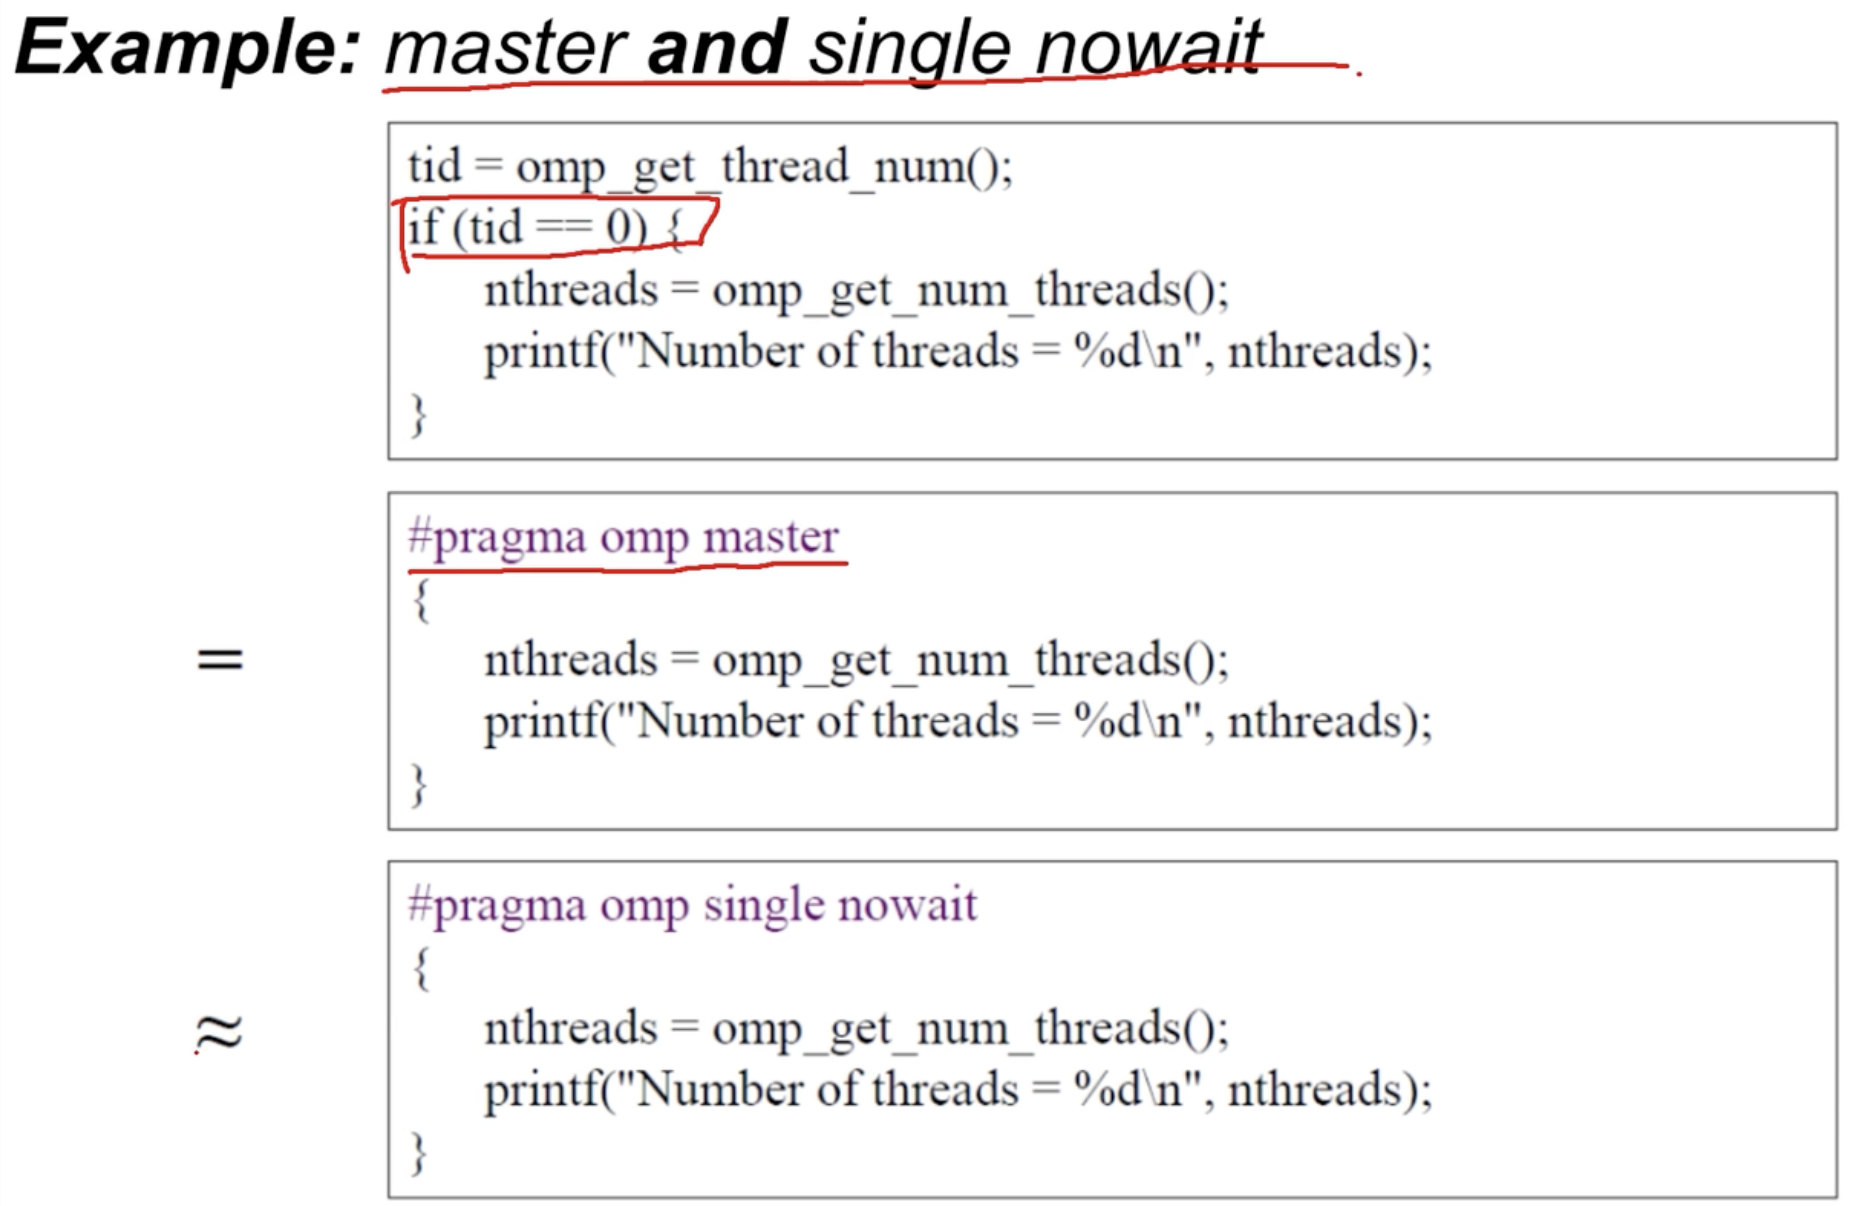 Example: master and single nowait
tid = omp_get_thread_num();
if (tid == 0) {
nthreads = omp_get_num_threads();
printf("Number of threads = %d\n", nthreads);
}
=
#pragma omp master
{
nthreads = omp_get_num_threads();
printf("Number of threads = %d\n", nthreads);
}
≈
#pragma omp single nowait
{
nthreads = omp_get_num_threads();
printf("Number of threads = %d\n", nthreads);
}